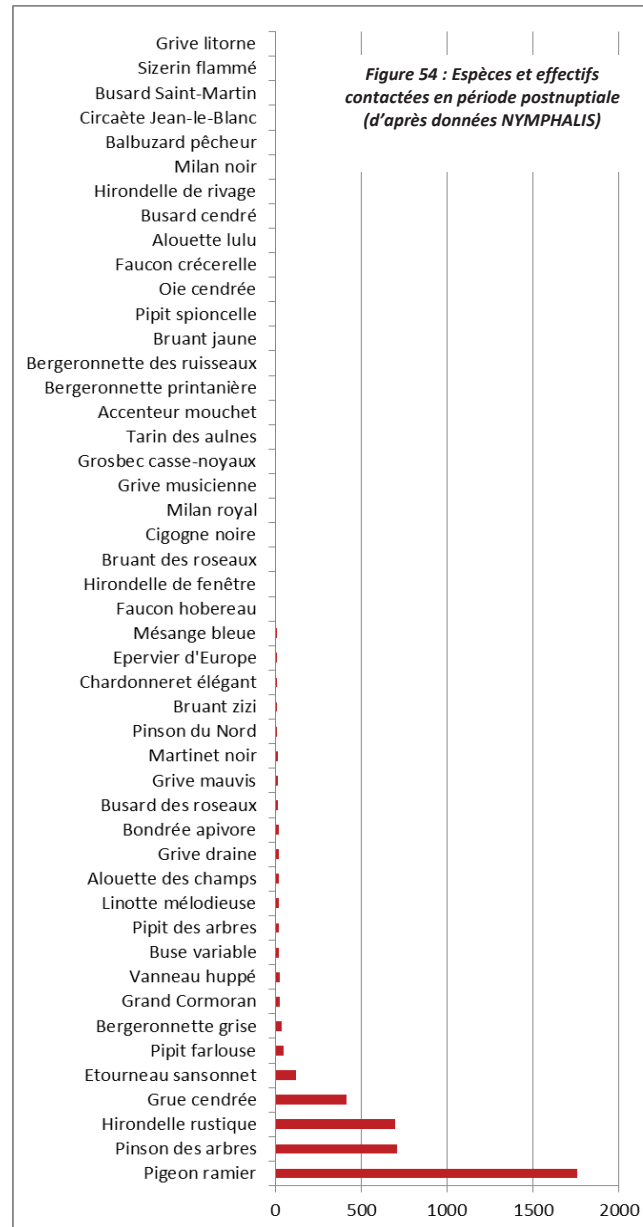 Figure 54 : Espèces et effectifs
contactées en période postnuptiale
(d'après données NYMPHALIS)
Grive litorne
Sizerin flammé
Busard Saint-Martin
Circaète Jean-le-Blanc
Balbuzard pêcheur
Milan noir
Hirondelle de rivage
Busard cendré
Alouette lulu
Faucon crécerelle
Oie cendrée
Pipit spioncelle
Bruant jaune
Bergeronnette des ruisseaux
Bergeronnette printanière
Accenteur mouchet
Tarin des aulnes
Grosbec casse-noyaux
Grive musicienne
Milan royal
Cigogne noire
Bruant des roseaux
Hirondelle de fenêtre
Faucon hobereau
Mésange bleue
Epervier d'Europe
Chardonneret élégant
Bruant zizi
Pinson du Nord
Martinet noir
Grive mauvis
Busard des roseaux
Bondrée apivore
Grive draine
Alouette des champs
Linotte mélodieuse
Pipit des arbres
Buse variable
Vanneau huppé
Grand Cormoran
Bergeronnette grise
Pipit farlouse
Etourneau sansonnet
Grue cendrée
Hirondelle rustique
Pinson des arbres
Pigeon ramier
0 500 1000 1500 2000